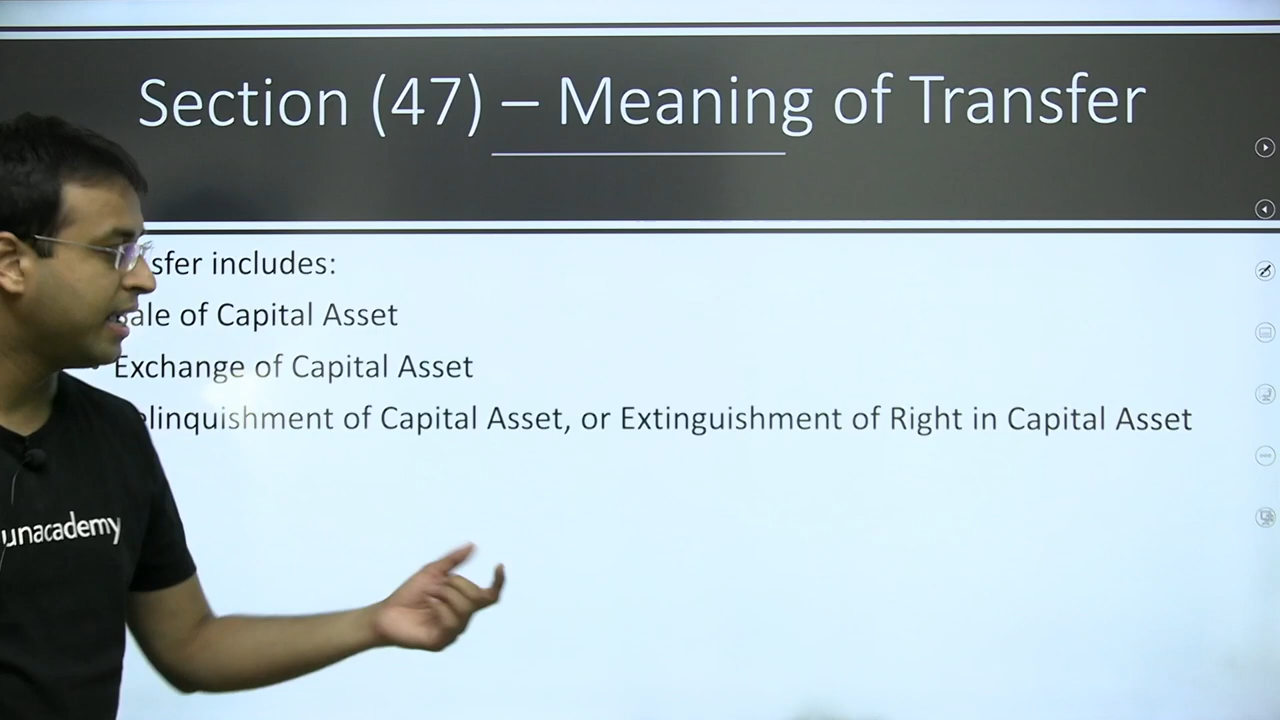 Section (47) – Meaning of Transfer
sfer includes:
ale of Capital Asset
Exchange of Capital Asset
elinquishment of Capital Asset, or Extinguishment of Right in Capital Asset
unacademy